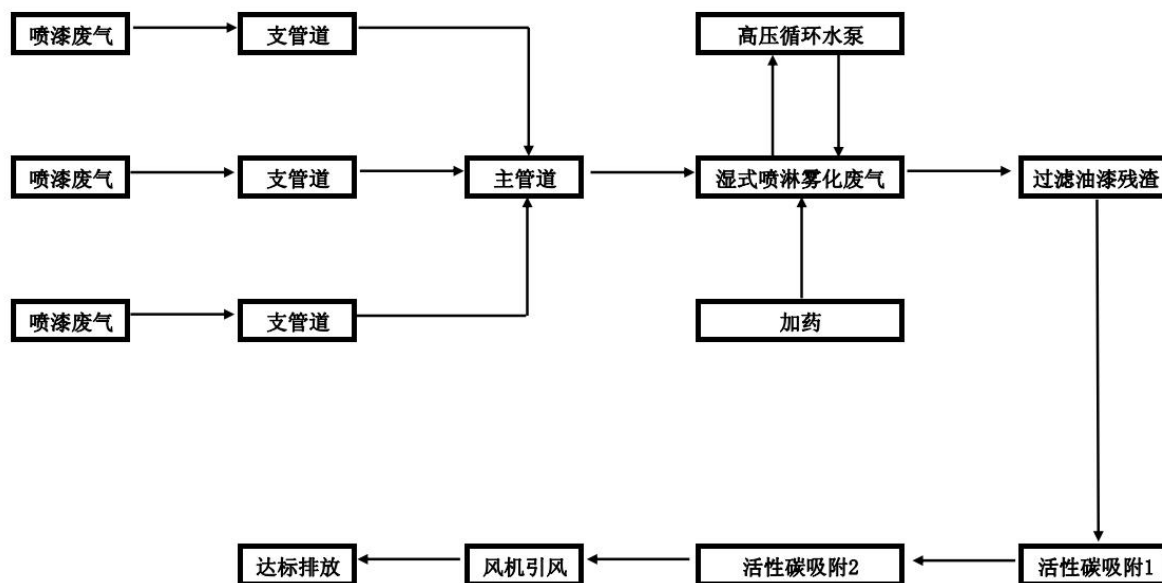 喷漆废气
支管道
高压循环水泵
喷漆废气
支管道
主管道
湿式喷淋雾化废气
过滤油漆残渣
喷漆废气
支管道
加药
达标排放
风机引风
活性碳吸附2
活性碳吸附1